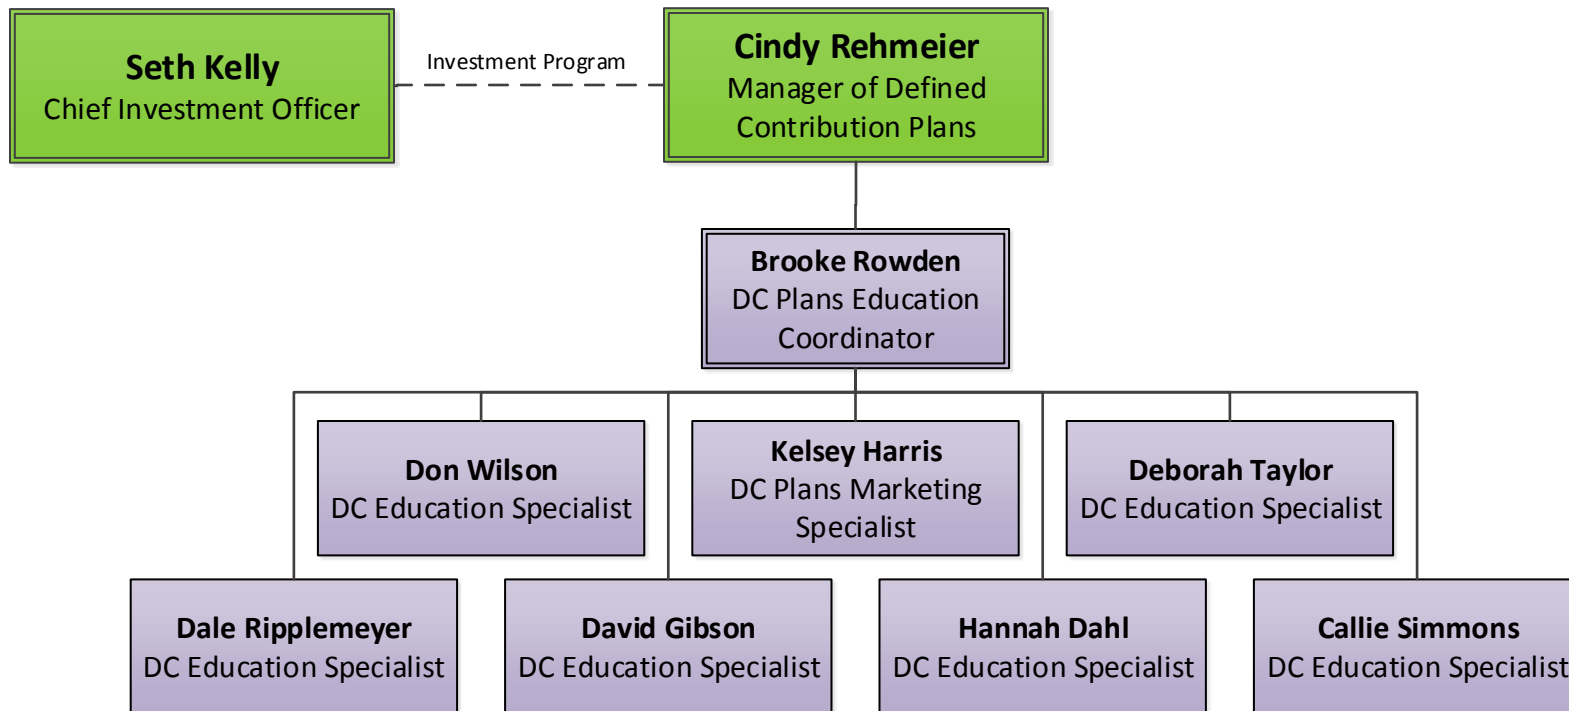 Seth Kelly
Chief Investment Officer
Investment Program
Cindy Rehmeier
Manager of Defined
Contribution Plans
Brooke Rowden
DC Plans Education
Coordinator
Don Wilson
DC Education Specialist
Kelsey Harris
DC Plans Marketing
Specialist
Deborah Taylor
DC Education Specialist
Dale Ripplemeyer
DC Education Specialist
David Gibson
DC Education Specialist
Hannah Dahl
DC Education Specialist
Callie Simmons
DC Education Specialist